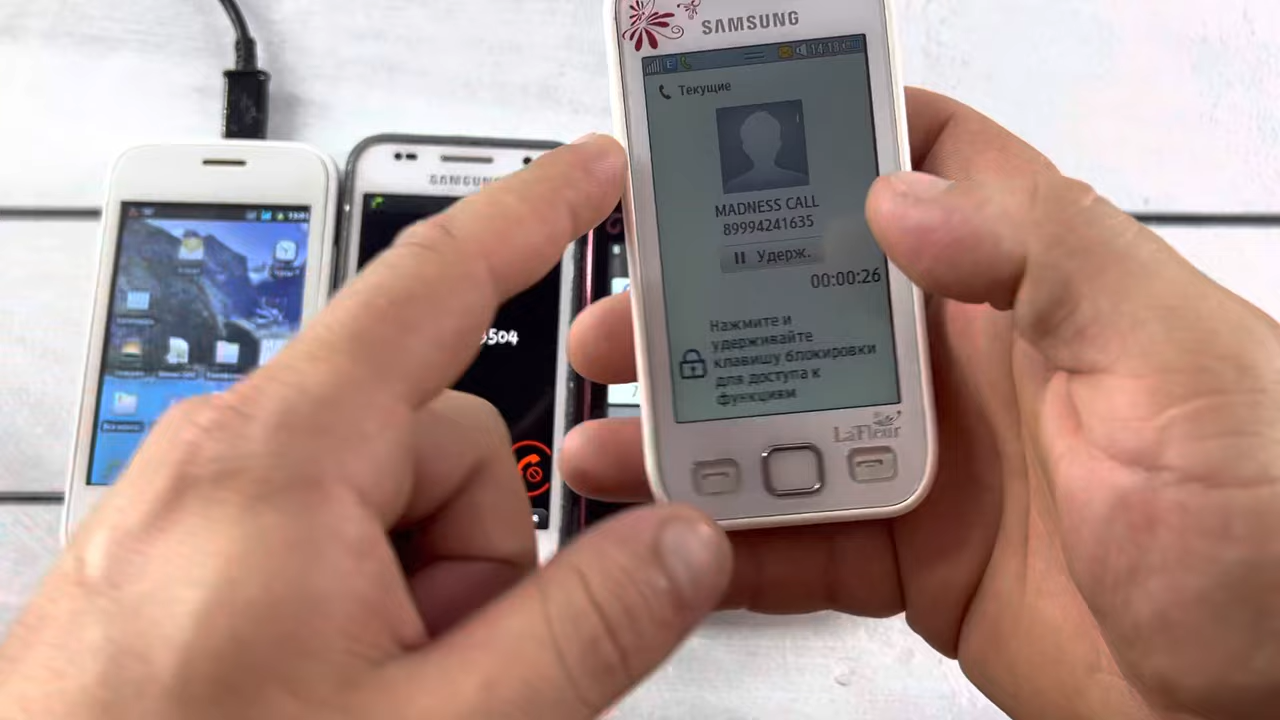 SAMSUNG
14:18
Текущие
MADNESS CALL
89994241635
Удерж.
00:00:26
Нажмите и
удерживайте
клавишу блокировки
для доступа к
функциям
LaFleur
SAMSUNG
3504